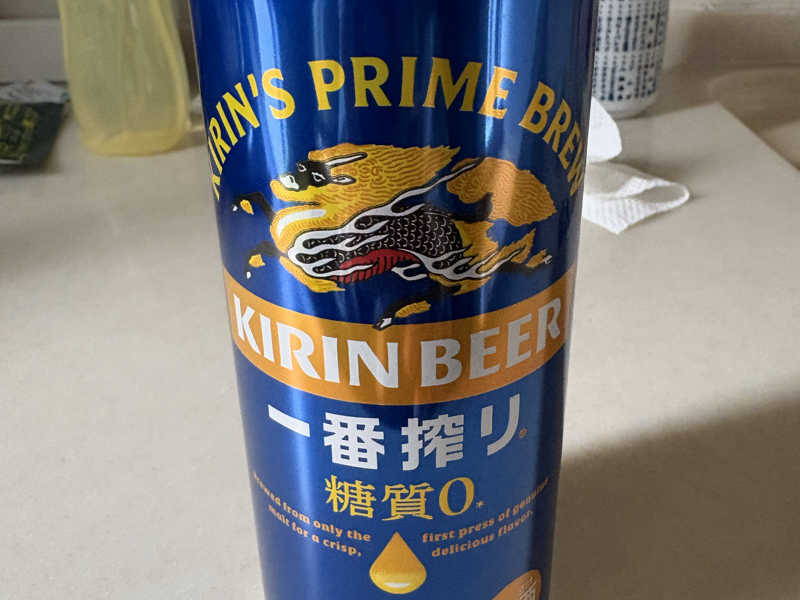 KIRIN'S PRIME BREW
KIRIN BEER
一番搾り®
糖質0*
Brewed from only the first press of genuine
malt for a crisp, delicious flavor.